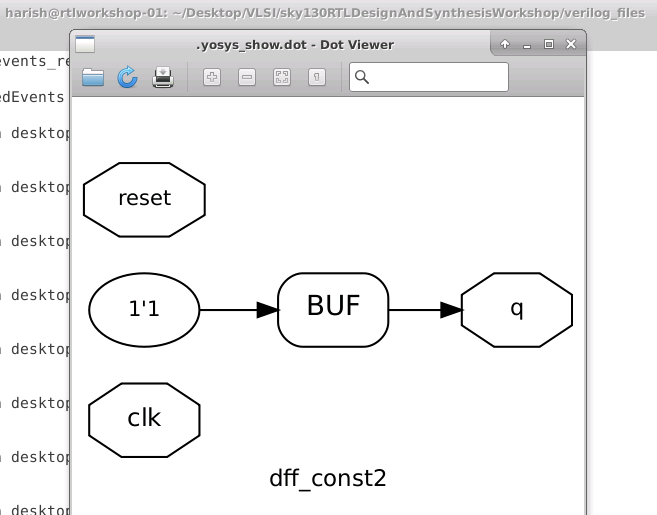 harish@rtlworkshop-01: ~/Desktop/VLSI/sky130RTLDesignAndSynthesisWorkshop/verilog_files
.yosys_show.dot - Dot Viewer
events_re
edEvents
desktop
desktop
desktop
desktop
desktop
desktop
desktop
desktop
reset
1'1
BUF
q
clk
dff_const2